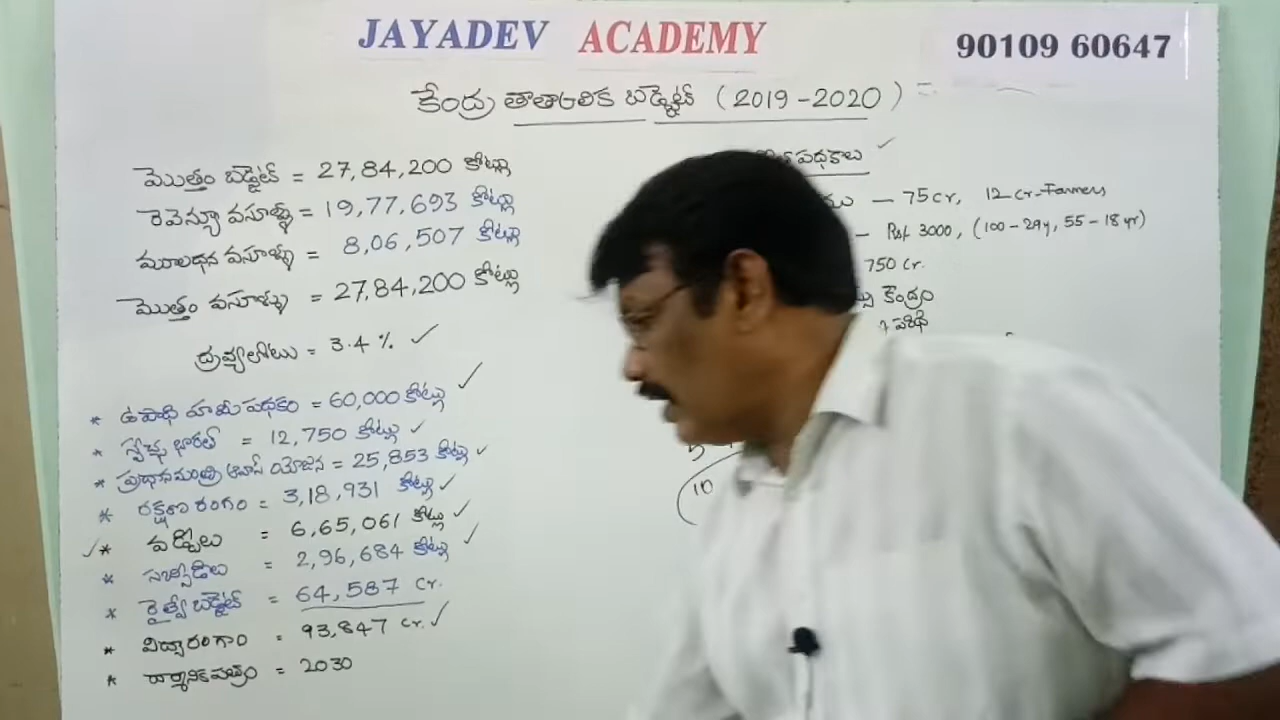 JAYADEV ACADEMY
90109 60647
కేంద్ర తాత్కాలిక బడ్జెట్ (2019-2020) =
మొత్తం బడ్జెట్ = 27,84,200 కోట్లు
రెవెన్యూ వసూళ్ళు = 19,77,693 కోట్లు
మూలధన వసూళ్ళు = 8,06,507 కోట్లు
మొత్తం వసూళ్ళు = 27,84,200 కోట్లు
ద్రవ్యలోటు = 3.4 %
* ఉపాధి హామీ పథకం = 60,000 కోట్లు
* స్వచ్ఛ భారత్ = 12,750 కోట్లు
* ప్రధానమంత్రి ఆవాస్ యోజన = 25,853 కోట్లు
* రక్షణ రంగం = 3,18,931 కోట్లు
* వడ్డీలు = 6,65,061 కోట్లు
* సబ్సిడీలు = 2,96,684 కోట్లు
* రైల్వే బడ్జెట్ = 64,587 Cr.
* విద్యారంగం = 93,847 Cr.
* దార్శనిక పత్రం = 2030
పథకాలు
- 75 cr, 12 cr-Farmers
- 3000, (100-29y, 55-18 yr)
750 Cr.
కేంద్రం
10